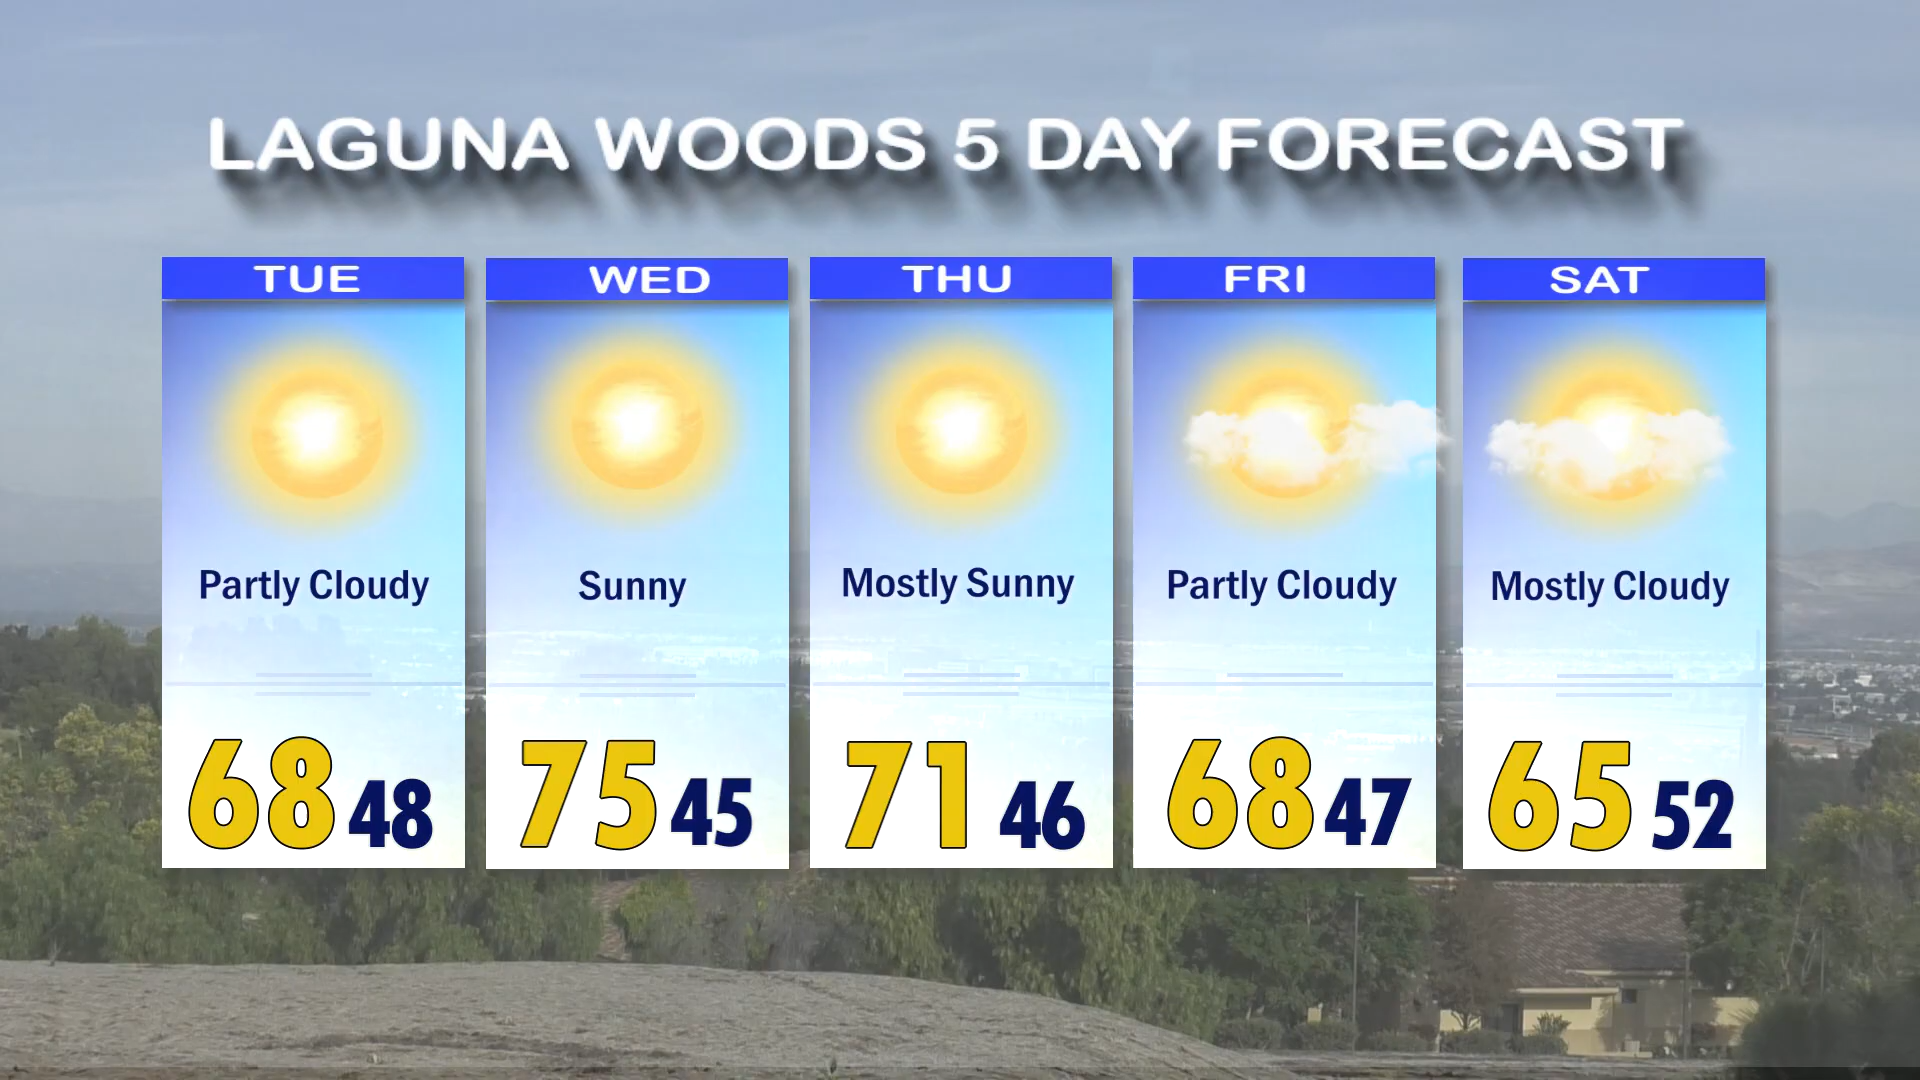 LAGUNA WOODS 5 DAY FORECAST
TUE
Partly Cloudy
68 48
WED
Sunny
75 45
THU
Mostly Sunny
71 46
FRI
Partly Cloudy
68 47
SAT
Mostly Cloudy
65 52